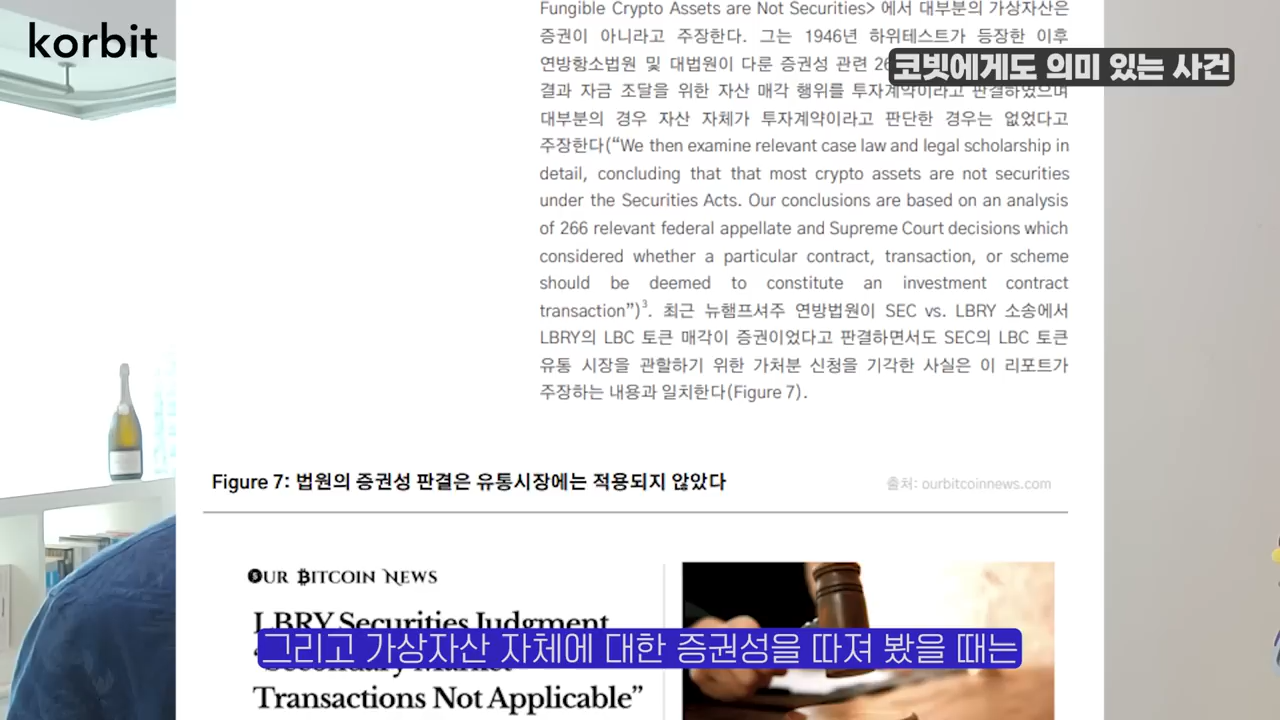 korbit
코빗에게도 의미 있는 사건
Fungible Crypto Assets are Not Securities> 에서 대부분의 가상자산은
증권이 아니라고 주장한다. 그는 1946년 하위테스트가 등장한 이후
연방항소법원 및 대법원이 다룬 증권성 관련
결과 자금 조달을 위한 자산 매각 행위를 투자계약이라고 판결하였으며
대부분의 경우 자산 자체가 투자계약이라고 판단한 경우는 없었다고
주장한다(“We then examine relevant case law and legal scholarship in
detail, concluding that that most crypto assets are not securities
under the Securities Acts. Our conclusions are based on an analysis
of 266 relevant federal appellate and Supreme Court decisions which
considered whether a particular contract, transaction, or scheme
should be deemed to constitute an investment contract
transaction”)3. 최근 뉴햄프셔주 연방법원이 SEC vs. LBRY 소송에서
LBRY의 LBC 토큰 매각이 증권이었다고 판결하면서도 SEC의 LBC 토큰
유통 시장을 관할하기 위한 가처분 신청을 기각한 사실은 이 리포트가
주장하는 내용과 일치한다(Figure 7).
Figure 7: 법원의 증권성 판결은 유통시장에는 적용되지 않았다
출처: ourbitcoinnews.com
OUR BITCOIN NEWS
LBRY Securities Judgment
그리고 가상자산 자체에 대한 증권성을 따져 봤을 때는
Transactions Not Applicable”